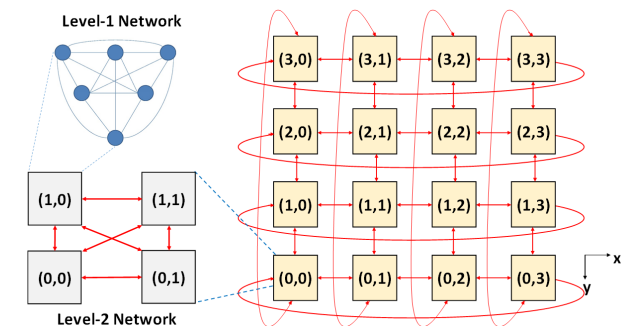 Level-1 Network
(3,0) (3,1) (3,2) (3,3)
(2,0) (2,1) (2,2) (2,3)
(1,0) (1,1)
(1,0) (1,1) (1,2) (1,3)
(0,0) (0,1)
(0,0) (0,1) (0,2) (0,3)
x
y
Level-2 Network